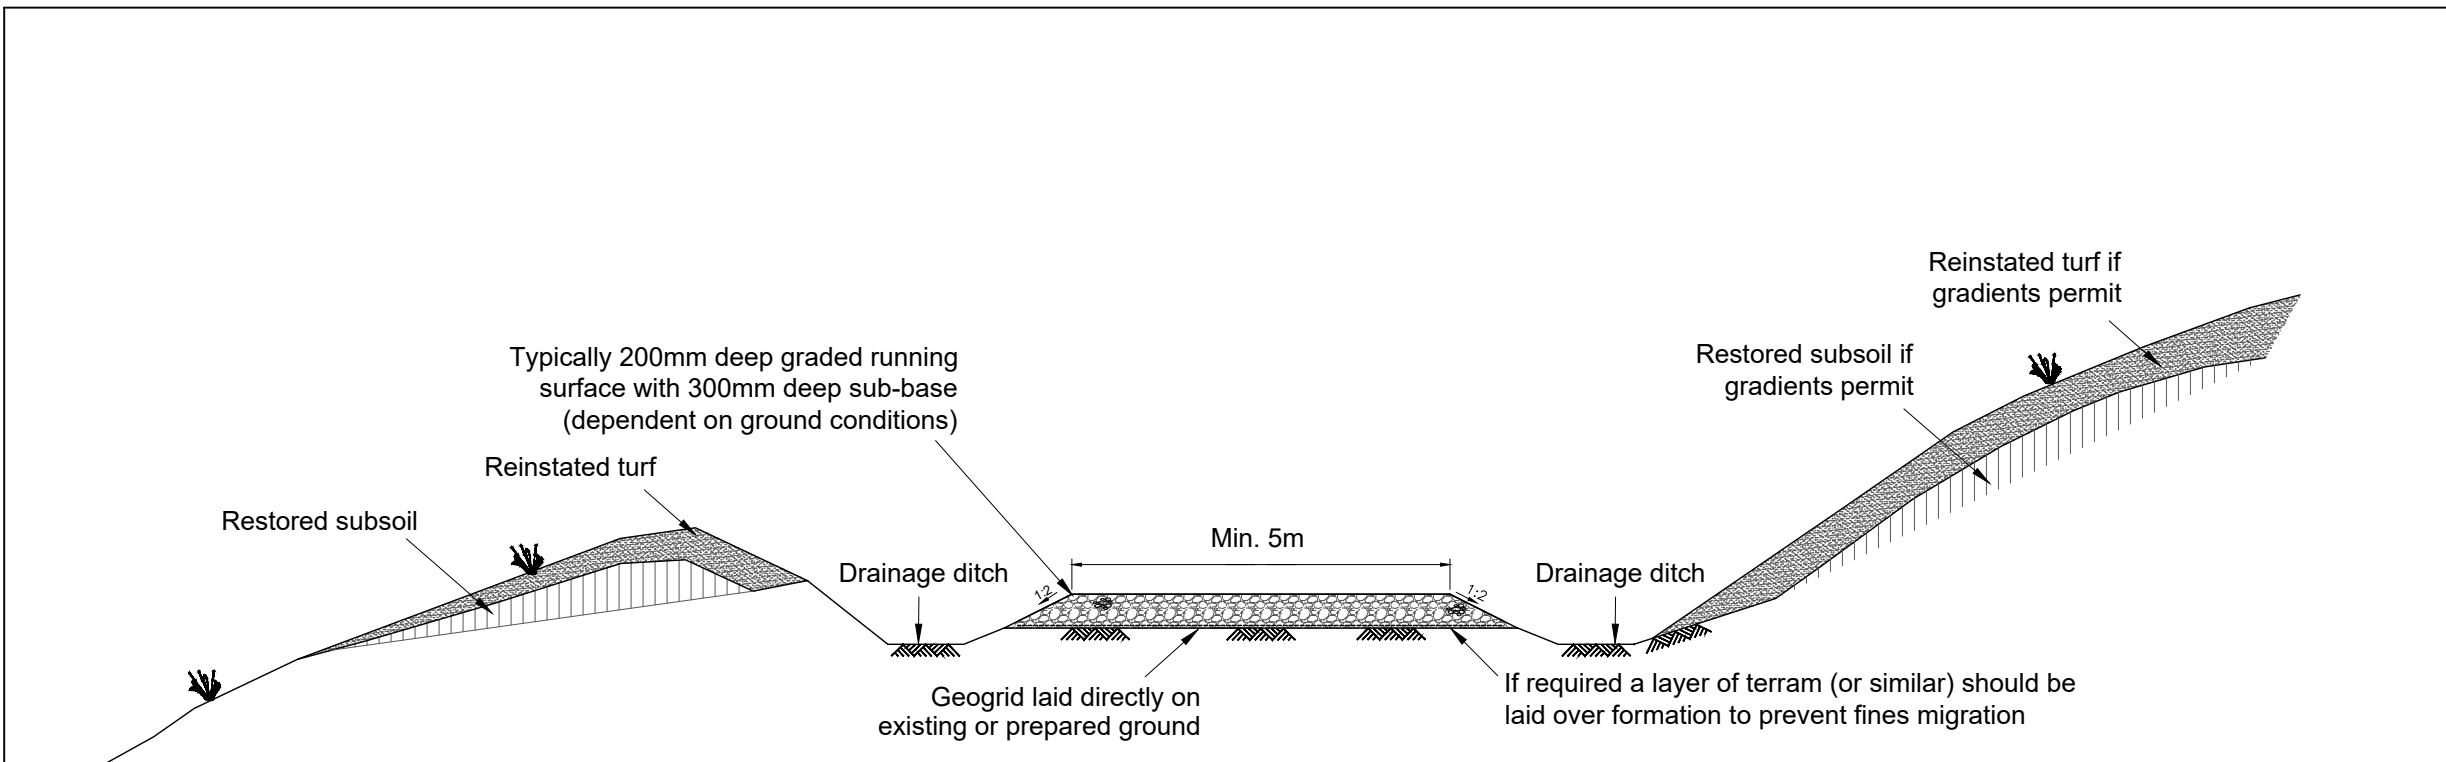 Reinstated turf if
gradients permit
Restored subsoil if
gradients permit
Typically 200mm deep graded running
surface with 300mm deep sub-base
(dependent on ground conditions)
Reinstated turf
Restored subsoil
Min. 5m
Drainage ditch
Drainage ditch
1:2
1:2
Geogrid laid directly on
existing or prepared ground
If required a layer of terram (or similar) should be
laid over formation to prevent fines migration